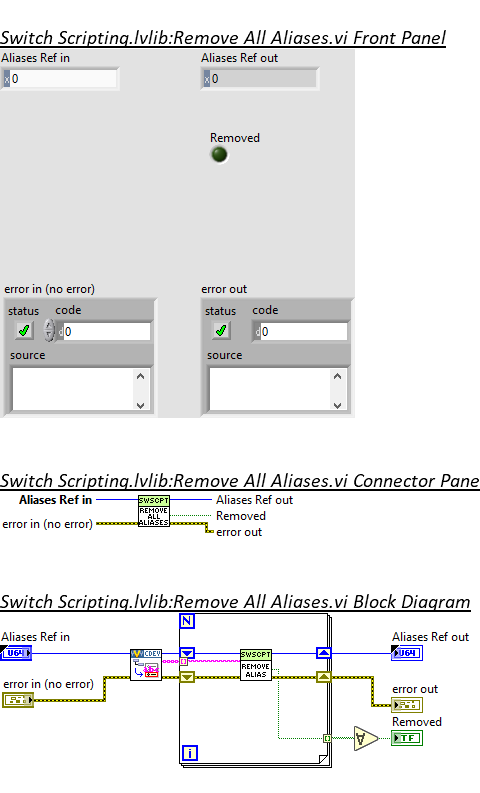 Switch Scripting.lvlib:Remove All Aliases.vi Front Panel
Aliases Ref in
Aliases Ref out
x 0
x 0
Removed
error in (no error)
error out
status code
status code
d 0
d 0
source
source
Switch Scripting.lvlib:Remove All Aliases.vi Connector Pane
Aliases Ref in
SWSCPT
REMOVE
ALL
ALIASES
Aliases Ref out
Removed
error in (no error)
error out
Switch Scripting.lvlib:Remove All Aliases.vi Block Diagram
N
Aliases Ref in
Aliases Ref out
U64
CDEV
SWSCPT
REMOVE
ALIAS
U64
error in (no error)
error out
Removed
TF
i